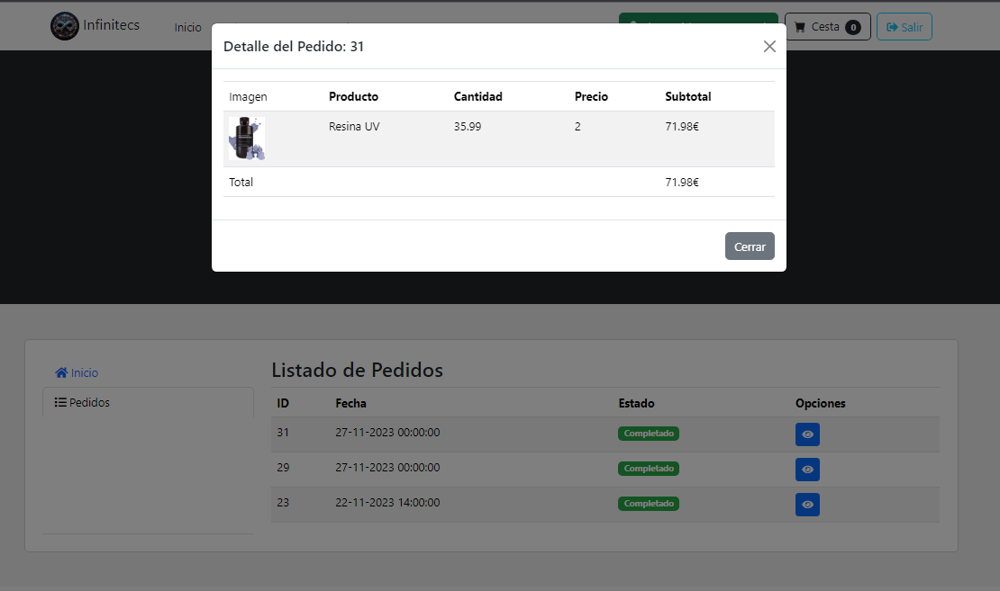 Infinitecs
Inicio
Cesta 0
Salir
Detalle del Pedido: 31
Imagen Producto Cantidad Precio Subtotal
Resina UV 35.99 2 71.98€
Total 71.98€
Cerrar
Inicio
Pedidos
Listado de Pedidos
ID Fecha Estado Opciones
31 27-11-2023 00:00:00 Completado
29 27-11-2023 00:00:00 Completado
23 22-11-2023 14:00:00 Completado